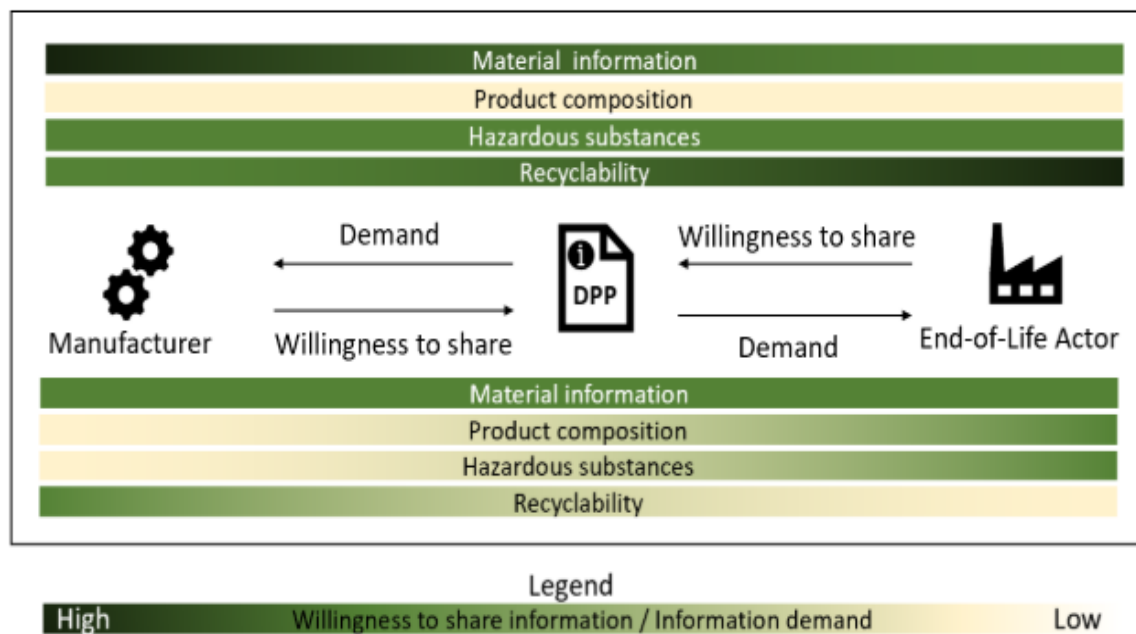 Material information
Product composition
Hazardous substances
Recyclability
Demand
Willingness to share
DPP
Manufacturer
Willingness to share
Demand
End-of-Life Actor
Material information
Product composition
Hazardous substances
Recyclability
Legend
High Willingness to share information / Information demand Low